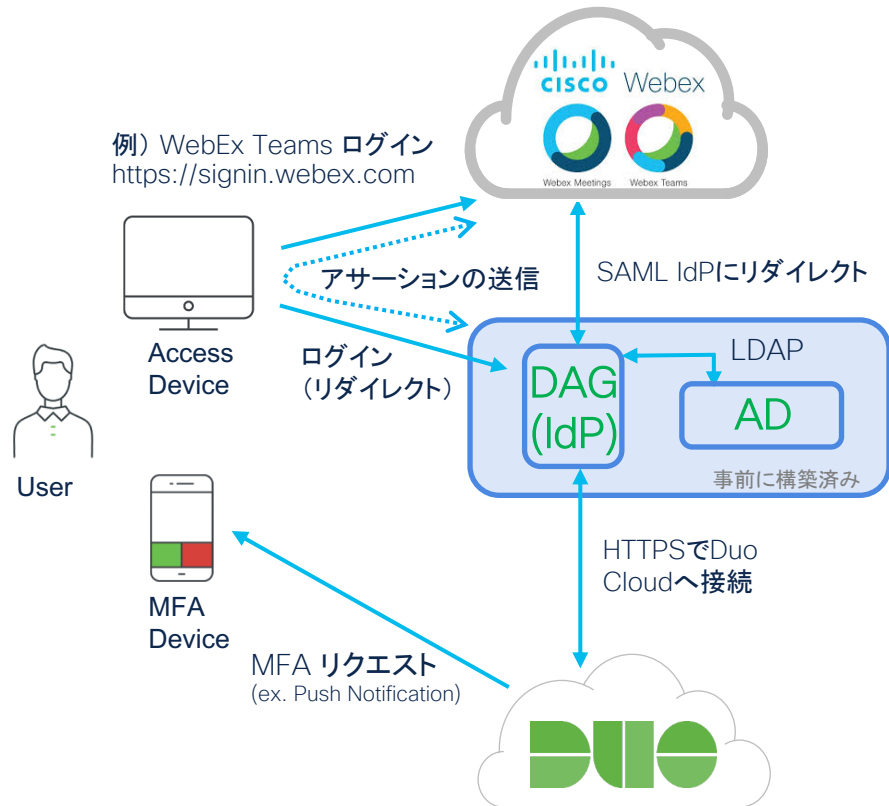 CISCO Webex
Webex Meetings Webex Teams
例） WebEx Teams ログイン
https://signin.webex.com
アサーションの送信
SAML IdPにリダイレクト
Access
Device
ログイン
（リダイレクト）
LDAP
DAG
(IdP)
AD
事前に構築済み
User
HTTPSでDuo
Cloudへ接続
MFA
Device
MFA リクエスト
(ex. Push Notification)
DUO